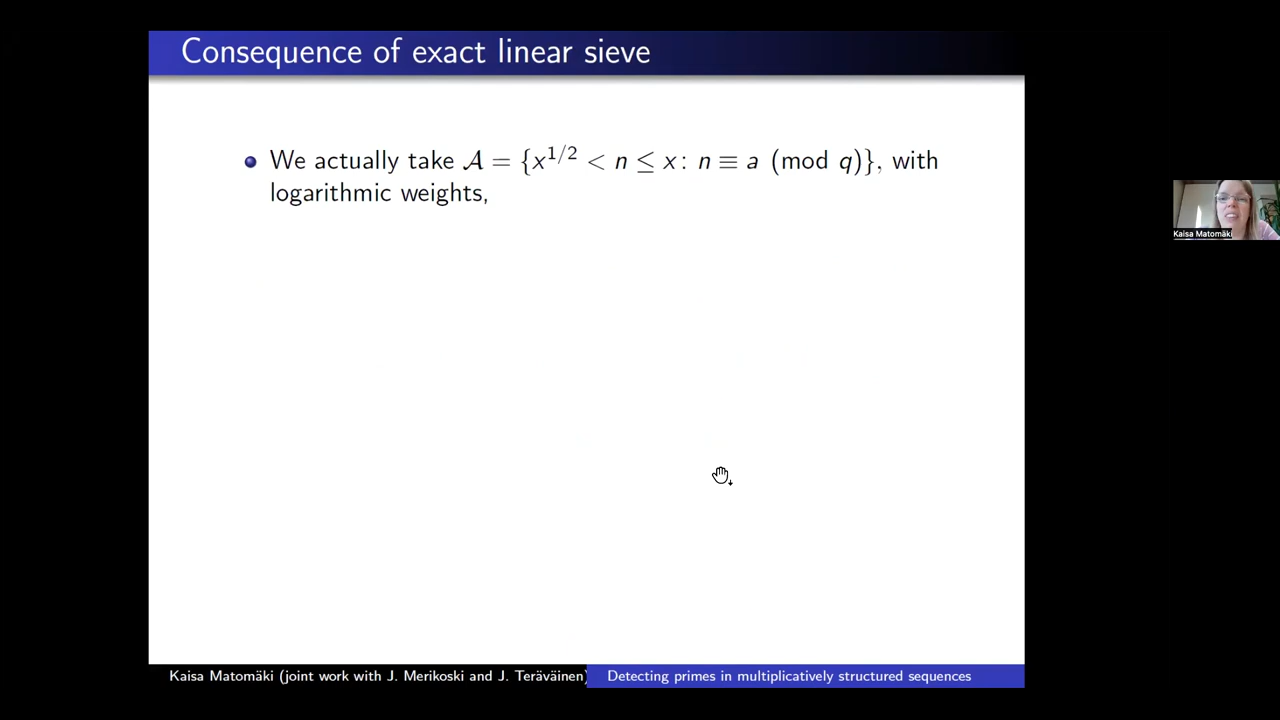 Consequence of exact linear sieve
We actually take 𝒜 = {x^{1/2} < n ≤ x : n ≡ a (mod q)}, with
logarithmic weights,
Kaisa Matomäki
Kaisa Matomäki (joint work with J. Merikoski and J. Teräväinen)
Detecting primes in multiplicatively structured sequences